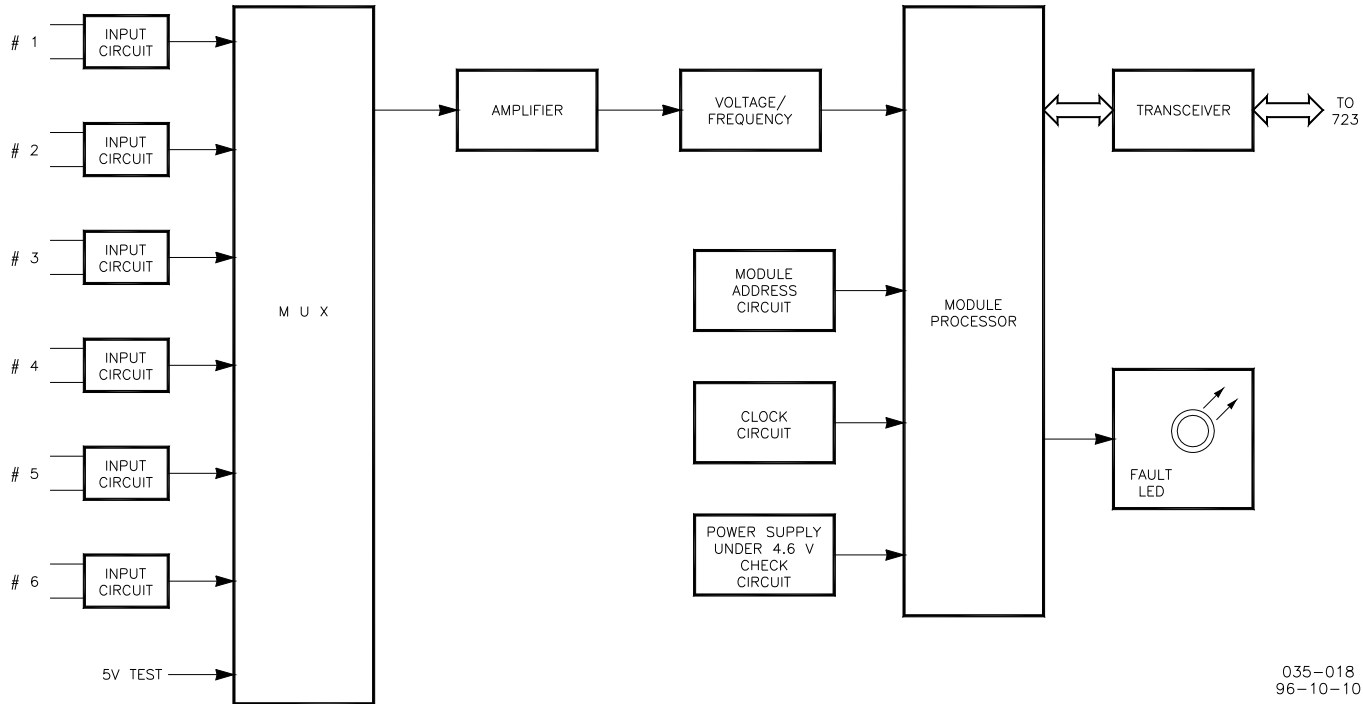 # 1
INPUT
CIRCUIT
# 2
INPUT
CIRCUIT
# 3
INPUT
CIRCUIT
# 4
INPUT
CIRCUIT
# 5
INPUT
CIRCUIT
# 6
INPUT
CIRCUIT
5V TEST
M U X
AMPLIFIER
VOLTAGE/
FREQUENCY
MODULE
ADDRESS
CIRCUIT
CLOCK
CIRCUIT
POWER SUPPLY
UNDER 4.6 V
CHECK
CIRCUIT
MODULE
PROCESSOR
TRANSCEIVER
TO
723
FAULT
LED
035-018
96-10-10